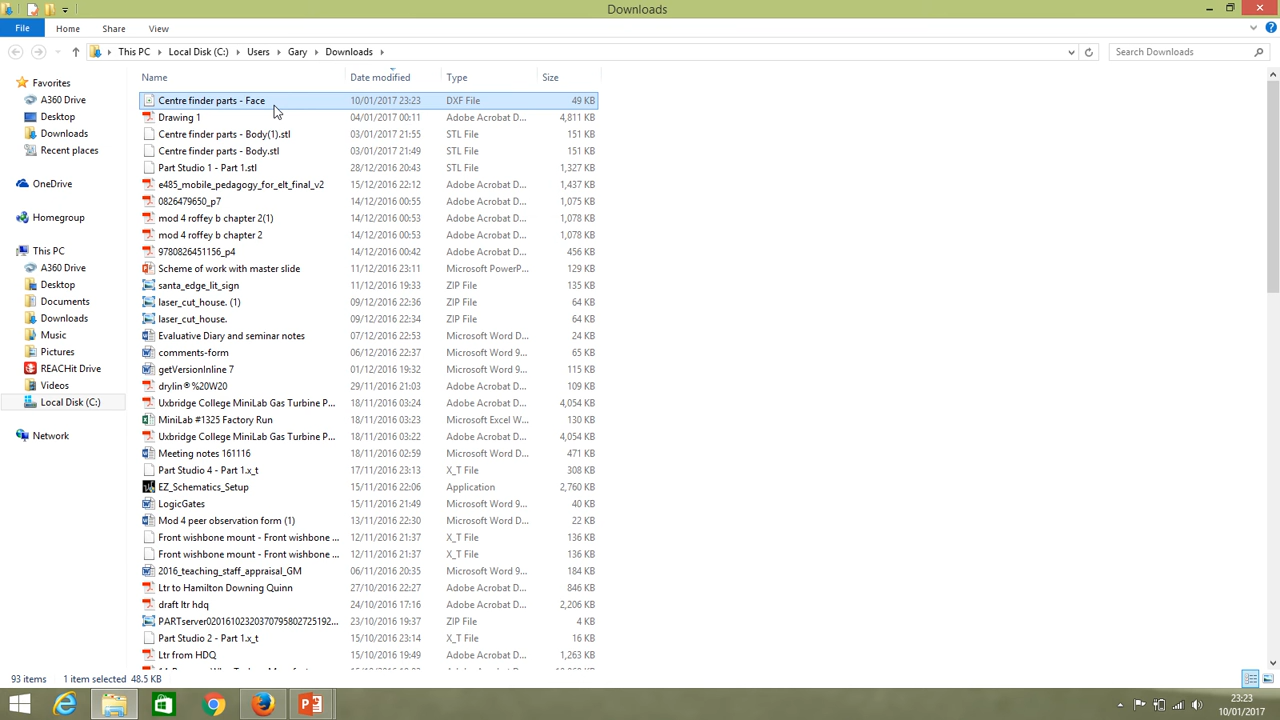 Downloads
File Home Share View
This PC Local Disk (C:) Users Gary Downloads Search Downloads
Favorites
A360 Drive
Desktop
Downloads
Recent places
OneDrive
Homegroup
This PC
A360 Drive
Desktop
Documents
Downloads
Music
Pictures
REACHit Drive
Videos
Local Disk (C:)
Network
Name Date modified Type Size
Centre finder parts - Face 10/01/2017 23:23 DXF File 49 KB
Drawing 1 04/01/2017 00:11 Adobe Acrobat D... 4,811 KB
Centre finder parts - Body(1).stl 03/01/2017 21:55 STL File 151 KB
Centre finder parts - Body.stl 03/01/2017 21:49 STL File 151 KB
Part Studio 1 - Part 1.stl 28/12/2016 20:43 STL File 1,327 KB
e485_mobile_pedagogy_for_elt_final_v2 15/12/2016 22:12 Adobe Acrobat D... 1,437 KB
0826479650_p7 14/12/2016 00:55 Adobe Acrobat D... 1,075 KB
mod 4 roffey b chapter 2(1) 14/12/2016 00:53 Adobe Acrobat D... 1,078 KB
mod 4 roffey b chapter 2 14/12/2016 00:53 Adobe Acrobat D... 1,078 KB
9780826451156_p4 14/12/2016 00:42 Adobe Acrobat D... 456 KB
Scheme of work with master slide 11/12/2016 23:11 Microsoft PowerP... 129 KB
santa_edge_lit_sign 11/12/2016 19:33 ZIP File 135 KB
laser_cut_house. (1) 09/12/2016 22:36 ZIP File 64 KB
laser_cut_house. 09/12/2016 22:34 ZIP File 64 KB
Evaluative Diary and seminar notes 07/12/2016 22:53 Microsoft Word D... 24 KB
comments-form 06/12/2016 22:37 Microsoft Word 9... 65 KB
getVersionInline 7 01/12/2016 19:32 Microsoft Word 9... 115 KB
drylin®%20W20 29/11/2016 21:03 Adobe Acrobat D... 109 KB
Uxbridge College MiniLab Gas Turbine P... 18/11/2016 03:24 Adobe Acrobat D... 4,054 KB
MiniLab #1325 Factory Run 18/11/2016 03:22 Microsoft Excel W... 130 KB
Uxbridge College MiniLab Gas Turbine P... 18/11/2016 03:22 Adobe Acrobat D... 4,054 KB
Meeting notes 161116 18/11/2016 02:59 Microsoft Word D... 471 KB
Part Studio 4 - Part 1.x_t 17/11/2016 23:13 X_T File 308 KB
EZ_Schematics_Setup 15/11/2016 22:06 Application 2,760 KB
LogicGates 15/11/2016 21:49 Microsoft Word 9... 40 KB
Mod 4 peer observation form (1) 13/11/2016 22:30 Microsoft Word D... 22 KB
Front wishbone mount - Front wishbone ... 12/11/2016 21:37 X_T File 136 KB
Front wishbone mount - Front wishbone ... 12/11/2016 21:37 X_T File 136 KB
2016_teaching_staff_appraisal_GM 06/11/2016 20:35 Microsoft Word 9... 184 KB
Ltr to Hamilton Downing Quinn 27/10/2016 22:27 Adobe Acrobat D... 846 KB
draft ltr hdq 24/10/2016 17:16 Adobe Acrobat D... 2,206 KB
PARTserver02016102320370795802725192... 23/10/2016 19:37 ZIP File 4 KB
Part Studio 2 - Part 1.x_t 15/10/2016 23:14 X_T File 16 KB
Ltr from HDQ 15/10/2016 19:49 Adobe Acrobat D... 1,263 KB
93 items 1 item selected 48.5 KB
23:23
10/01/2017